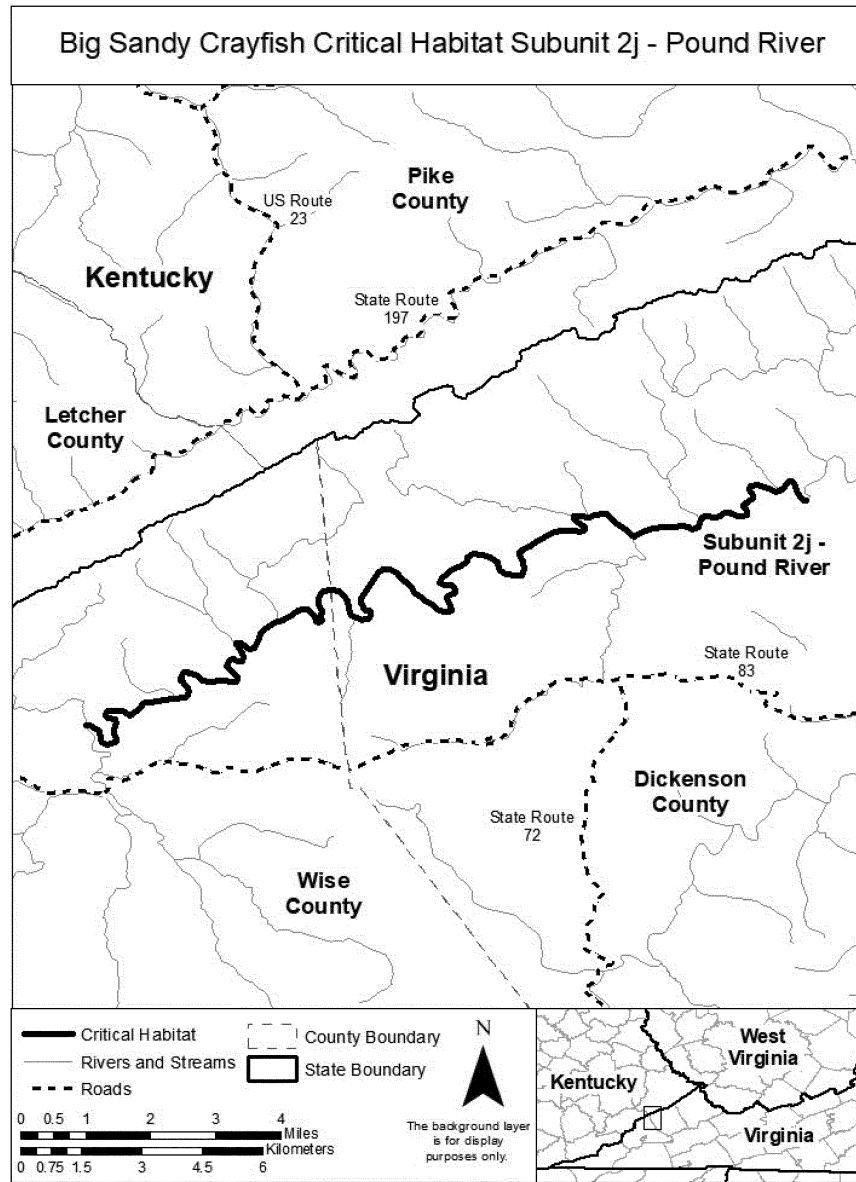 Big Sandy Crayfish Critical Habitat Subunit 2j - Pound River
Pike
County
US Route
23
Kentucky
State Route
197
Letcher
County
Subunit 2j -
Pound River
Virginia
State Route
83
Dickenson
County
State Route
72
Wise
County
Critical Habitat
Rivers and Streams
Roads
County Boundary
State Boundary
N
The background layer
is for display
purposes only.
0 0.5 1 2 3 4
Miles
Kilometers
0 0.75 1.5 3 4.5 6
West
Virginia
Kentucky
Virginia